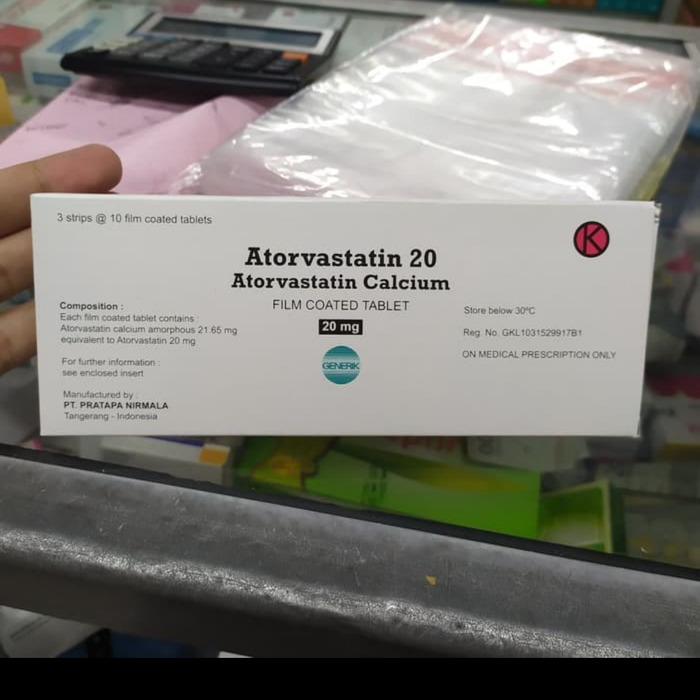 3 strips @ 10 film coated tablets
K
Atorvastatin 20
Atorvastatin Calcium
FILM COATED TABLET
20 mg
GENERIK
Composition :
Each film coated tablet contains :
Atorvastatin calcium amorphous 21.65 mg
equivalent to Atorvastatin 20 mg
For further information :
see enclosed insert
Manufactured by :
PT. PRATAPA NIRMALA
Tangerang - Indonesia
Store below 30°C
Reg. No. GKL1031529917B1
ON MEDICAL PRESCRIPTION ONLY